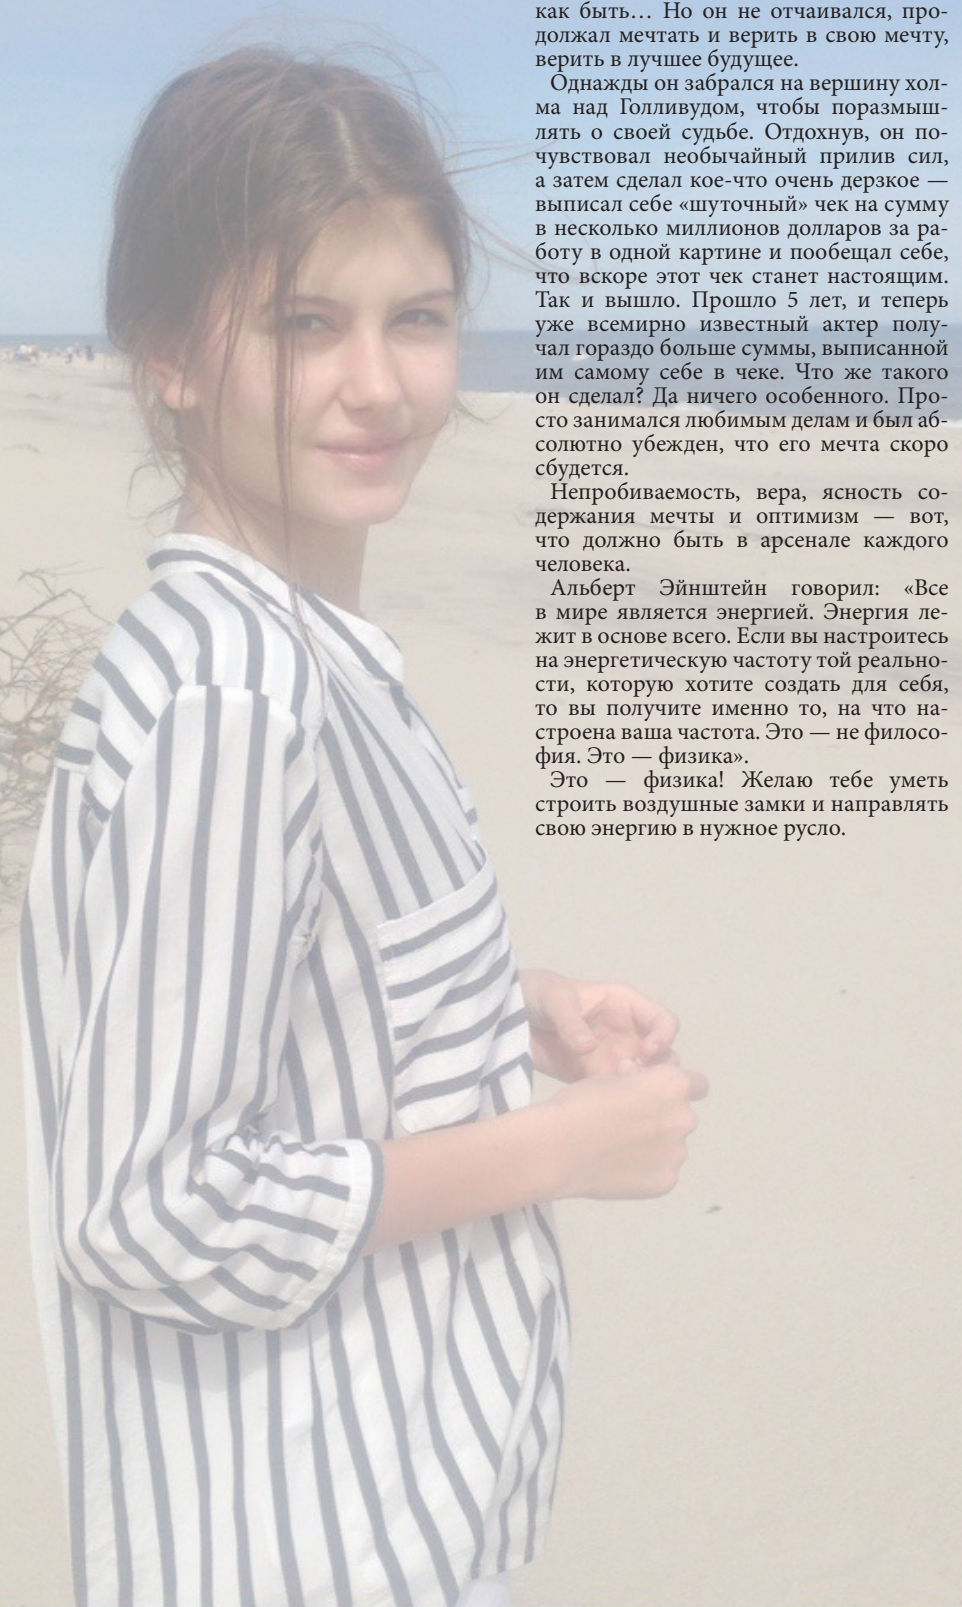 как быть… Но он не отчаивался, про-
должал мечтать и верить в свою мечту,
верить в лучшее будущее.
Однажды он забрался на вершину хол-
ма над Голливудом, чтобы поразмыш-
лять о своей судьбе. Отдохнув, он по-
чувствовал необычайный прилив сил,
а затем сделал кое-что очень дерзкое —
выписал себе «шуточный» чек на сумму
в несколько миллионов долларов за ра-
боту в одной картине и пообещал себе,
что вскоре этот чек станет настоящим.
Так и вышло. Прошло 5 лет, и теперь
уже всемирно известный актер полу-
чал гораздо больше суммы, выписанной
им самому себе в чеке. Что же такого
он сделал? Да ничего особенного. Про-
сто занимался любимым делам и был аб-
солютно убежден, что его мечта скоро
сбудется.
Непробиваемость, вера, ясность со-
держания мечты и оптимизм — вот,
что должно быть в арсенале каждого
человека.
Альберт Эйнштейн говорил: «Все
в мире является энергией. Энергия ле-
жит в основе всего. Если вы настроитесь
на энергетическую частоту той реально-
сти, которую хотите создать для себя,
то вы получите именно то, на что на-
строена ваша частота. Это — не филосо-
фия. Это — физика».
Это — физика! Желаю тебе уметь
строить воздушные замки и направлять
свою энергию в нужное русло.